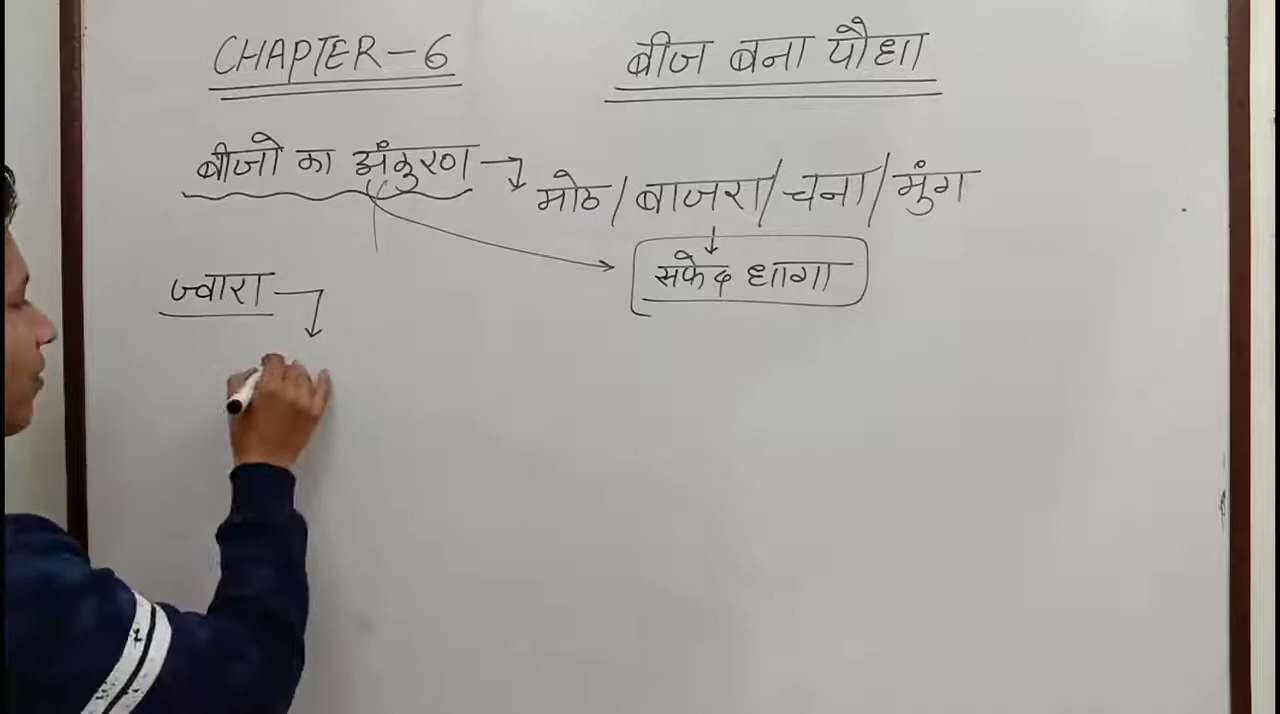 CHAPTER-6 बीज बना पौधा
बीजो का अंकुरण → मोठ/बाजरा/चना/मुंग
सफेद धागा
ज्वारा